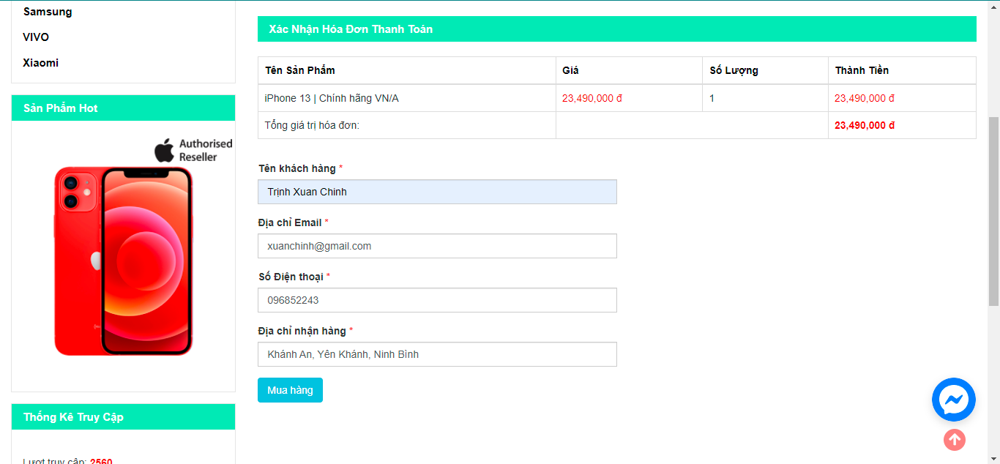 Samsung
VIVO
Xiaomi
Sản Phẩm Hot
Authorised
Reseller
Thống Kê Truy Cập
Lượt truy cập: 2560
Xác Nhận Hóa Đơn Thanh Toán
Tên Sản Phẩm Giá Số Lượng Thành Tiền
iPhone 13 | Chính hãng VN/A 23,490,000 đ 1 23,490,000 đ
Tổng giá trị hóa đơn: 23,490,000 đ
Tên khách hàng *
Trịnh Xuan Chinh
Địa chỉ Email *
xuanchinh@gmail.com
Số Điện thoại *
096852243
Địa chỉ nhận hàng *
Khánh An, Yên Khánh, Ninh Bình
Mua hàng